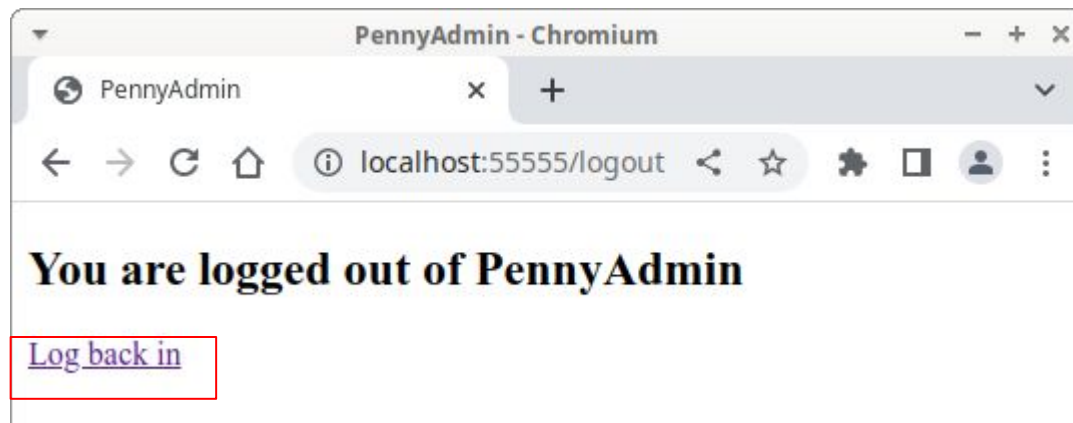 PennyAdmin - Chromium
PennyAdmin
localhost:55555/logout
You are logged out of PennyAdmin
Log back in